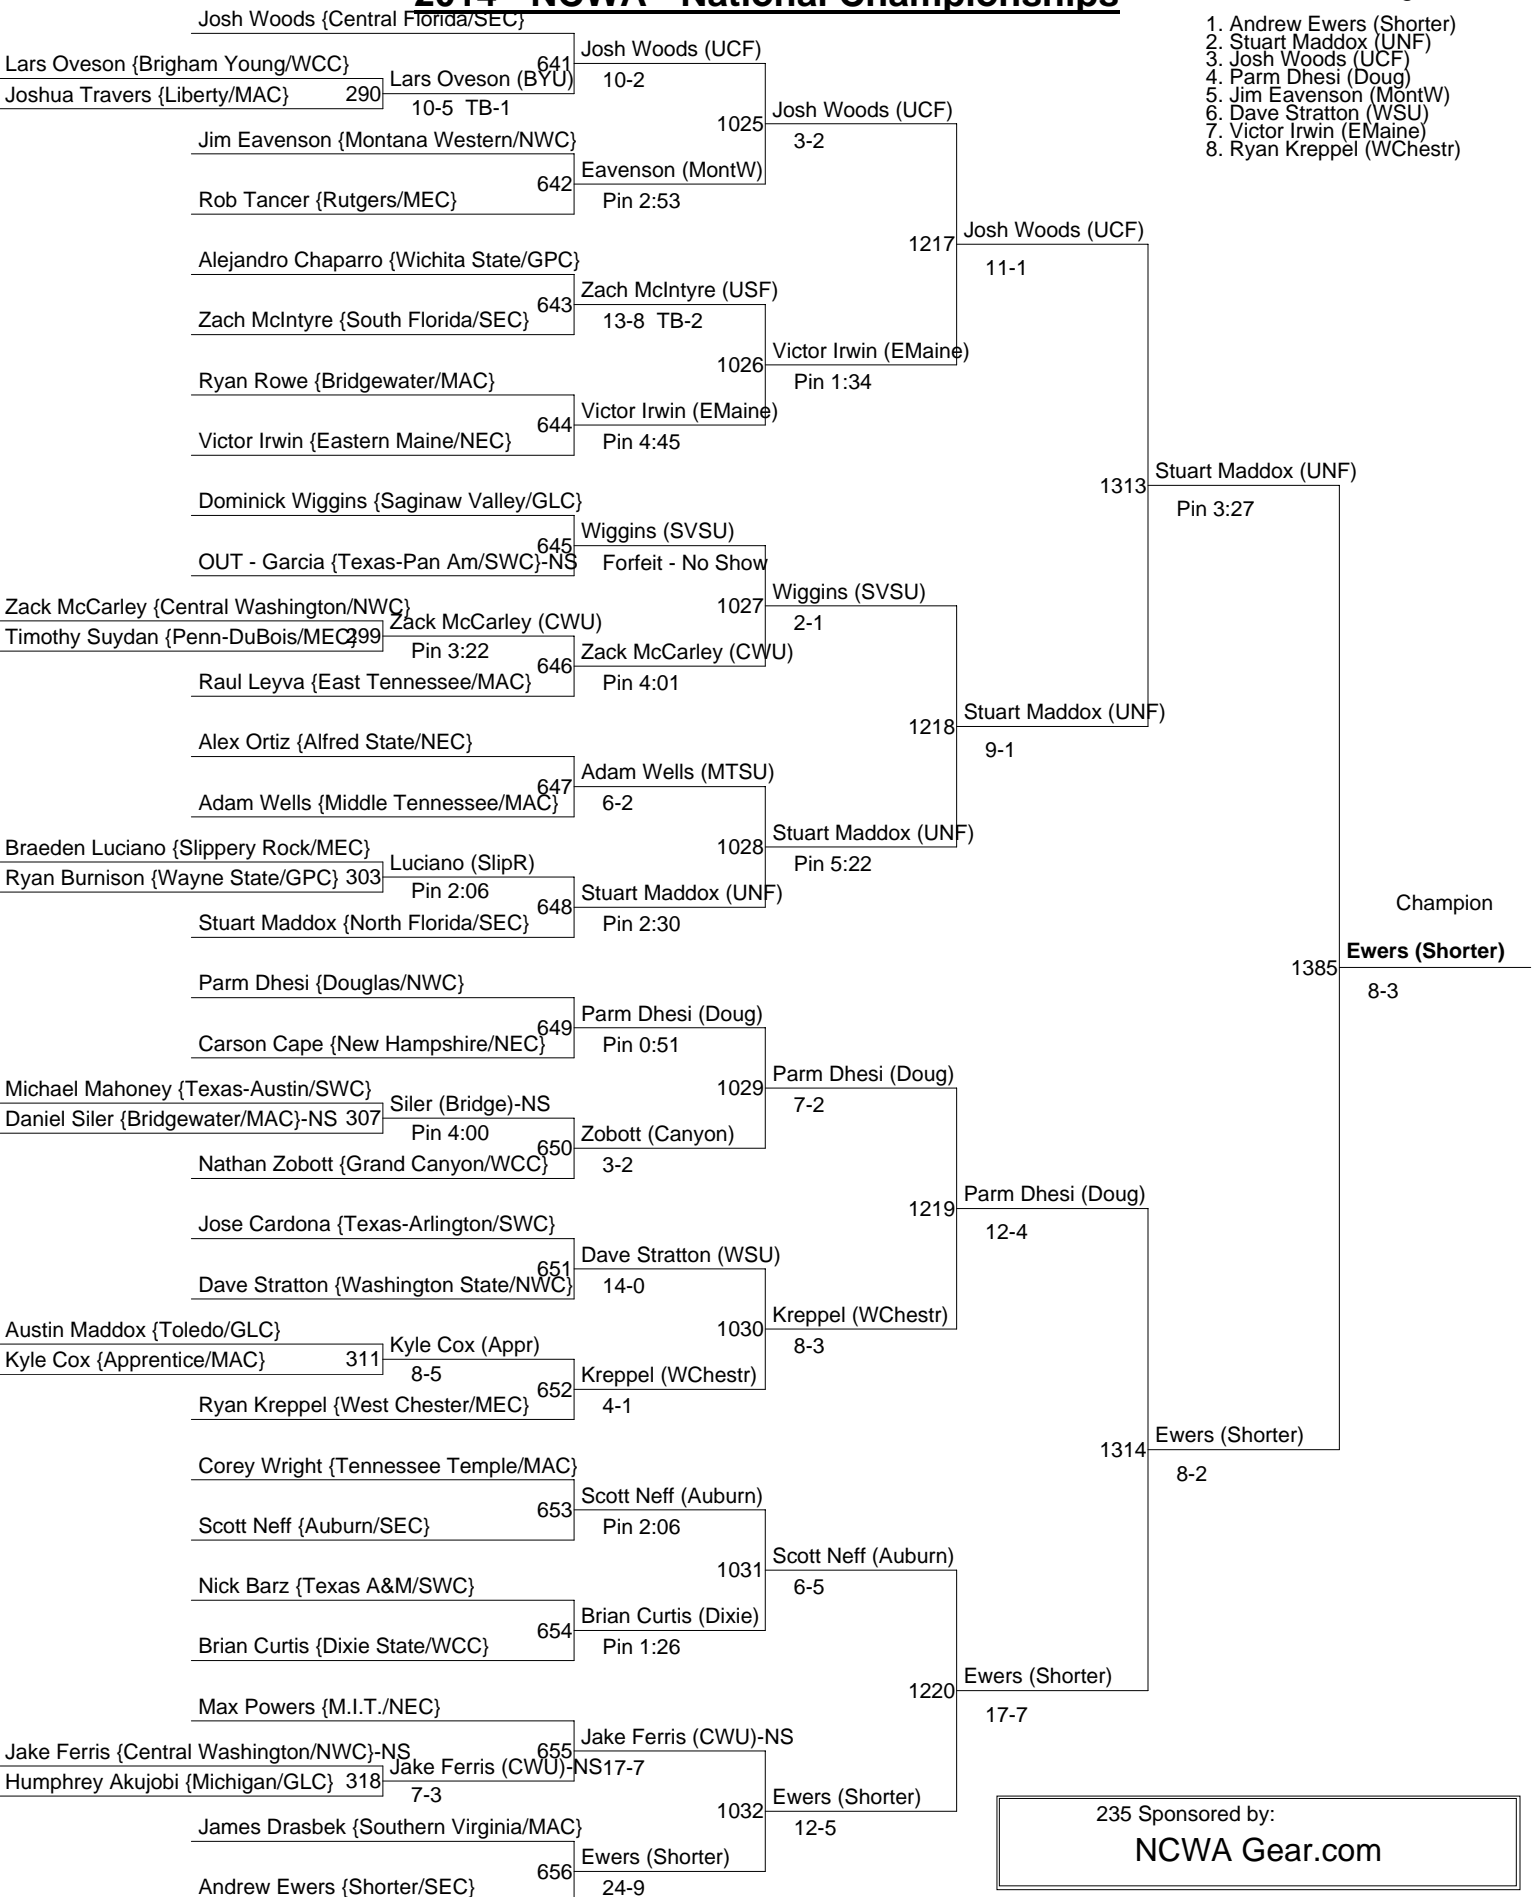 2014 - NCWA - National Championships
1. Andrew Ewers (Shorter)
2. Stuart Maddox (UNF)
3. Josh Woods (UCF)
4. Parm Dhesi (Doug)
5. Jim Eavenson (MontW)
6. Dave Stratton (WSU)
7. Victor Irwin (EMaine)
8. Ryan Kreppel (WChestr)
Josh Woods {Central Florida/SEC}
641
Josh Woods (UCF)
10-2
Lars Oveson {Brigham Young/WCC}
Joshua Travers {Liberty/MAC}
290
Lars Oveson (BYU)
10-5 TB-1
1025
Josh Woods (UCF)
3-2
Jim Eavenson {Montana Western/NWC}
642
Eavenson (MontW)
Pin 2:53
Rob Tancer {Rutgers/MEC}
1217
Josh Woods (UCF)
11-1
Alejandro Chaparro {Wichita State/GPC}
643
Zach McIntyre (USF)
13-8 TB-2
Zach McIntyre {South Florida/SEC}
1026
Victor Irwin (EMaine)
Pin 1:34
Ryan Rowe {Bridgewater/MAC}
644
Victor Irwin (EMaine)
Pin 4:45
Victor Irwin {Eastern Maine/NEC}
1313
Stuart Maddox (UNF)
Pin 3:27
Dominick Wiggins {Saginaw Valley/GLC}
645
Wiggins (SVSU)
Forfeit - No Show
OUT - Garcia {Texas-Pan Am/SWC}-NS
1027
Wiggins (SVSU)
2-1
Zack McCarley {Central Washington/NWC}
Timothy Suydan {Penn-DuBois/MEC}
299
Zack McCarley (CWU)
Pin 3:22
646
Zack McCarley (CWU)
Pin 4:01
Raul Leyva {East Tennessee/MAC}
1218
Stuart Maddox (UNF)
9-1
Alex Ortiz {Alfred State/NEC}
647
Adam Wells (MTSU)
6-2
Adam Wells {Middle Tennessee/MAC}
1028
Stuart Maddox (UNF)
Pin 5:22
Braeden Luciano {Slippery Rock/MEC}
Ryan Burnison {Wayne State/GPC}
303
Luciano (SlipR)
Pin 2:06
648
Stuart Maddox (UNF)
Pin 2:30
Stuart Maddox {North Florida/SEC}
Champion
1385
Ewers (Shorter)
8-3
Parm Dhesi {Douglas/NWC}
649
Parm Dhesi (Doug)
Pin 0:51
Carson Cape {New Hampshire/NEC}
1029
Parm Dhesi (Doug)
7-2
Michael Mahoney {Texas-Austin/SWC}
Daniel Siler {Bridgewater/MAC}-NS
307
Siler (Bridge)-NS
Pin 4:00
650
Zobott (Canyon)
3-2
Nathan Zobott {Grand Canyon/WCC}
1219
Parm Dhesi (Doug)
12-4
Jose Cardona {Texas-Arlington/SWC}
651
Dave Stratton (WSU)
14-0
Dave Stratton {Washington State/NWC}
1030
Kreppel (WChestr)
8-3
Austin Maddox {Toledo/GLC}
Kyle Cox {Apprentice/MAC}
311
Kyle Cox (Appr)
8-5
652
Kreppel (WChestr)
4-1
Ryan Kreppel {West Chester/MEC}
1314
Ewers (Shorter)
8-2
Corey Wright {Tennessee Temple/MAC}
653
Scott Neff (Auburn)
Pin 2:06
Scott Neff {Auburn/SEC}
1031
Scott Neff (Auburn)
6-5
Nick Barz {Texas A&M/SWC}
654
Brian Curtis (Dixie)
Pin 1:26
Brian Curtis {Dixie State/WCC}
1220
Ewers (Shorter)
17-7
Max Powers {M.I.T./NEC}
655
Jake Ferris (CWU)-NS
17-7
Jake Ferris {Central Washington/NWC}-NS
Humphrey Akujobi {Michigan/GLC}
318
Jake Ferris (CWU)-NS
7-3
1032
Ewers (Shorter)
12-5
James Drasbek {Southern Virginia/MAC}
656
Ewers (Shorter)
24-9
Andrew Ewers {Shorter/SEC}
235 Sponsored by:
NCWA Gear.com